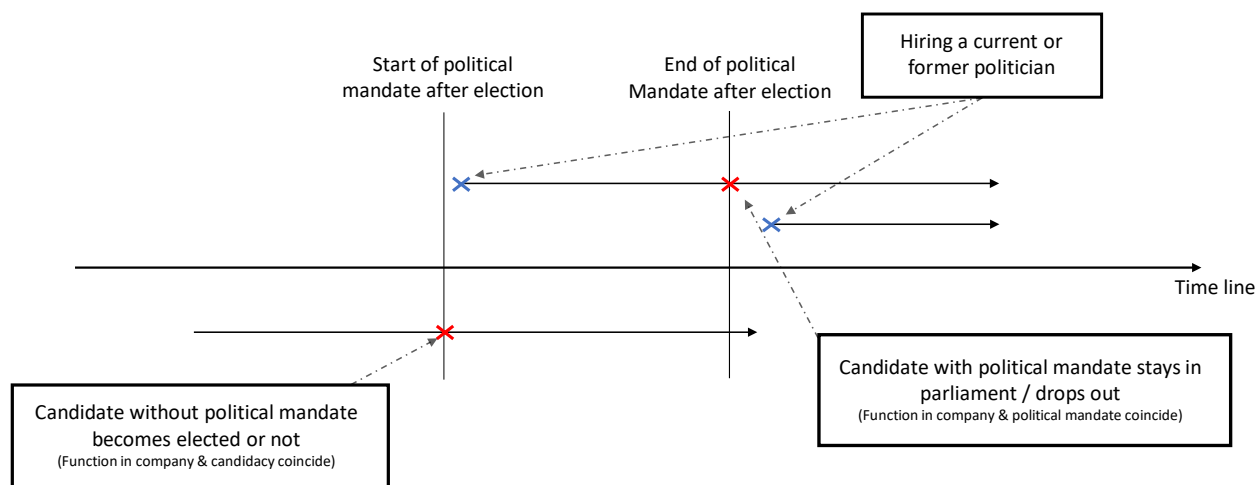 Hiring a current or
former politician
Start of political
mandate after election
End of political
Mandate after election
Time line
Candidate with political mandate stays in
parliament / drops out
(Function in company & political mandate coincide)
Candidate without political mandate
becomes elected or not
(Function in company & candidacy coincide)